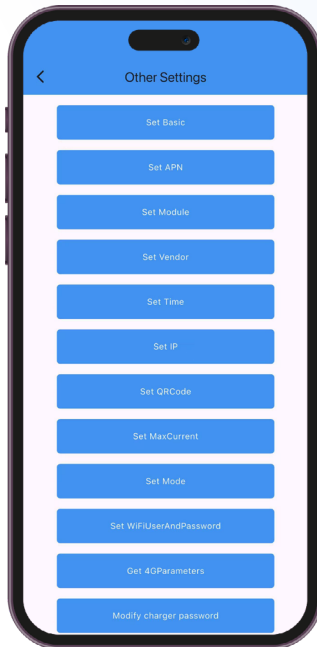 Other Settings
Set Basic
Set APN
Set Module
Set Vendor
Set Time
Set IP
Set QRCode
Set MaxCurrent
Set Mode
Set WiFiUserAndPassword
Get 4GParameters
Modify charger password